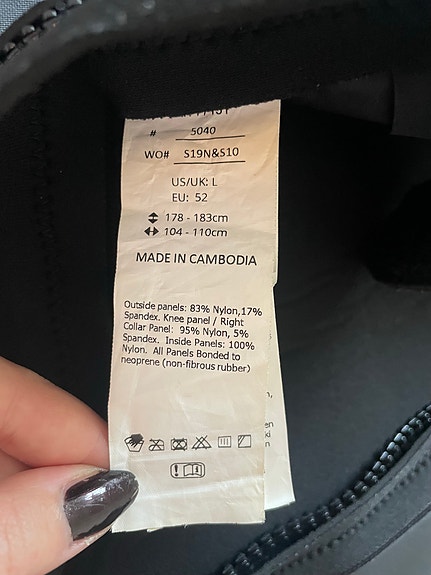 # 5040
WO# S19N&S10
US/UK: L
EU: 52
178 - 183cm
104 - 110cm
MADE IN CAMBODIA
Outside panels: 83% Nylon,17%
Spandex. Knee panel / Right
Collar Panel: 95% Nylon, 5%
Spandex. Inside Panels: 100%
Nylon. All Panels Bonded to
neoprene (non-fibrous rubber)